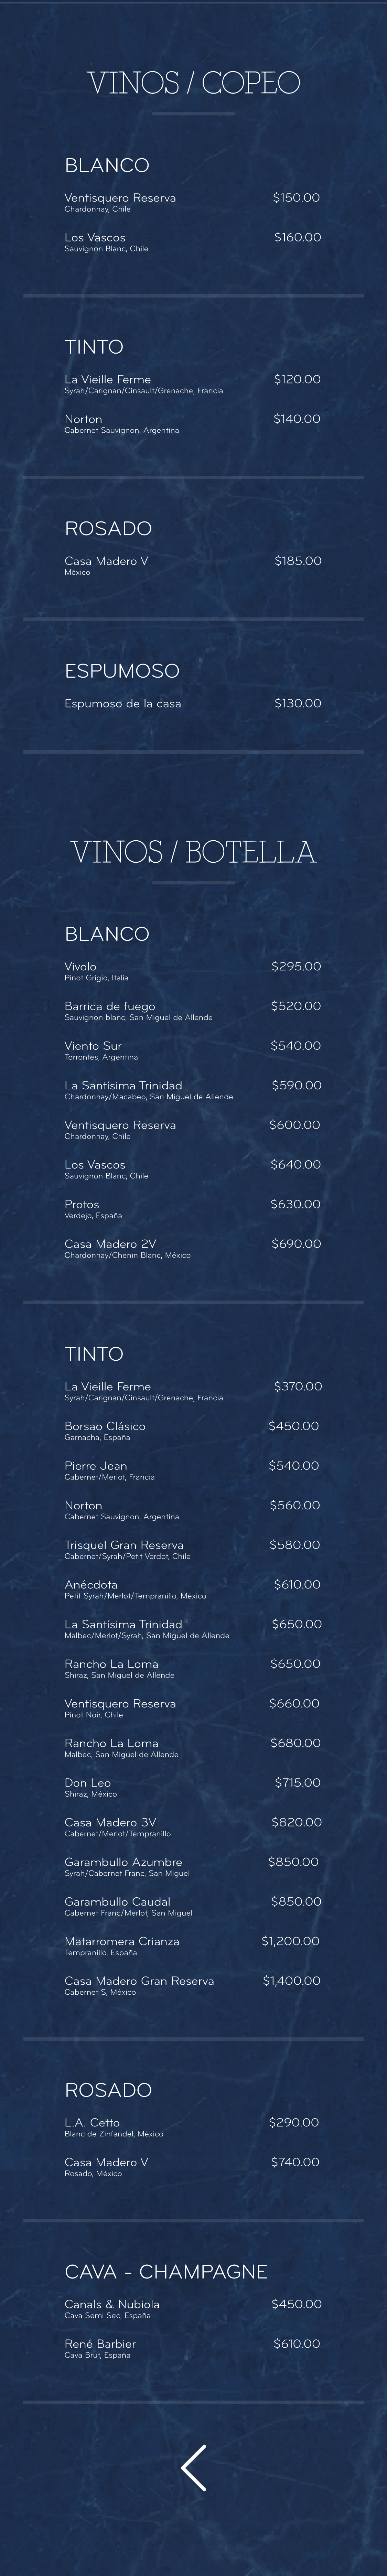 VINOS / COPEO
BLANCO
Ventisquero Reserva $150.00
Chardonnay, Chile
Los Vascos $160.00
Sauvignon Blanc, Chile
TINTO
La Vieille Ferme $120.00
Syrah/Carignan/Cinsault/Grenache, Francia
Norton $140.00
Cabernet Sauvignon, Argentina
ROSADO
Casa Madero V $185.00
México
ESPUMOSO
Espumoso de la casa $130.00
VINOS / BOTELLA
BLANCO
Vivolo $295.00
Pinot Grigio, Italia
Barrica de fuego $520.00
Sauvignon blanc, San Miguel de Allende
Viento Sur $540.00
Torrontes, Argentina
La Santísima Trinidad $590.00
Chardonnay/Macabeo, San Miguel de Allende
Ventisquero Reserva $600.00
Chardonnay, Chile
Los Vascos $640.00
Sauvignon Blanc, Chile
Protos $630.00
Verdejo, España
Casa Madero 2V $690.00
Chardonnay/Chenin Blanc, México
TINTO
La Vieille Ferme $370.00
Syrah/Carignan/Cinsault/Grenache, Francia
Borsao Clásico $450.00
Garnacha, España
Pierre Jean $540.00
Cabernet/Merlot, Francia
Norton $560.00
Cabernet Sauvignon, Argentina
Trisquel Gran Reserva $580.00
Cabernet/Syrah/Petit Verdot, Chile
Anécdota $610.00
Petit Syrah/Merlot/Tempranillo, México
La Santísima Trinidad $650.00
Malbec/Merlot/Syrah, San Miguel de Allende
Rancho La Loma $650.00
Shiraz, San Miguel de Allende
Ventisquero Reserva $660.00
Pinot Noir, Chile
Rancho La Loma $680.00
Malbec, San Miguel de Allende
Don Leo $715.00
Shiraz, México
Casa Madero 3V $820.00
Cabernet/Merlot/Tempranillo
Garambullo Azumbre $850.00
Syrah/Cabernet Franc, San Miguel
Garambullo Caudal $850.00
Cabernet Franc/Merlot, San Miguel
Matarromera Crianza $1,200.00
Tempranillo, España
Casa Madero Gran Reserva $1,400.00
Cabernet S, México
ROSADO
L.A. Cetto $290.00
Blanc de Zinfandel, México
Casa Madero V $740.00
Rosado, México
CAVA - CHAMPAGNE
Canals & Nubiola $450.00
Cava Semi Sec, España
René Barbier $610.00
Cava Brut, España